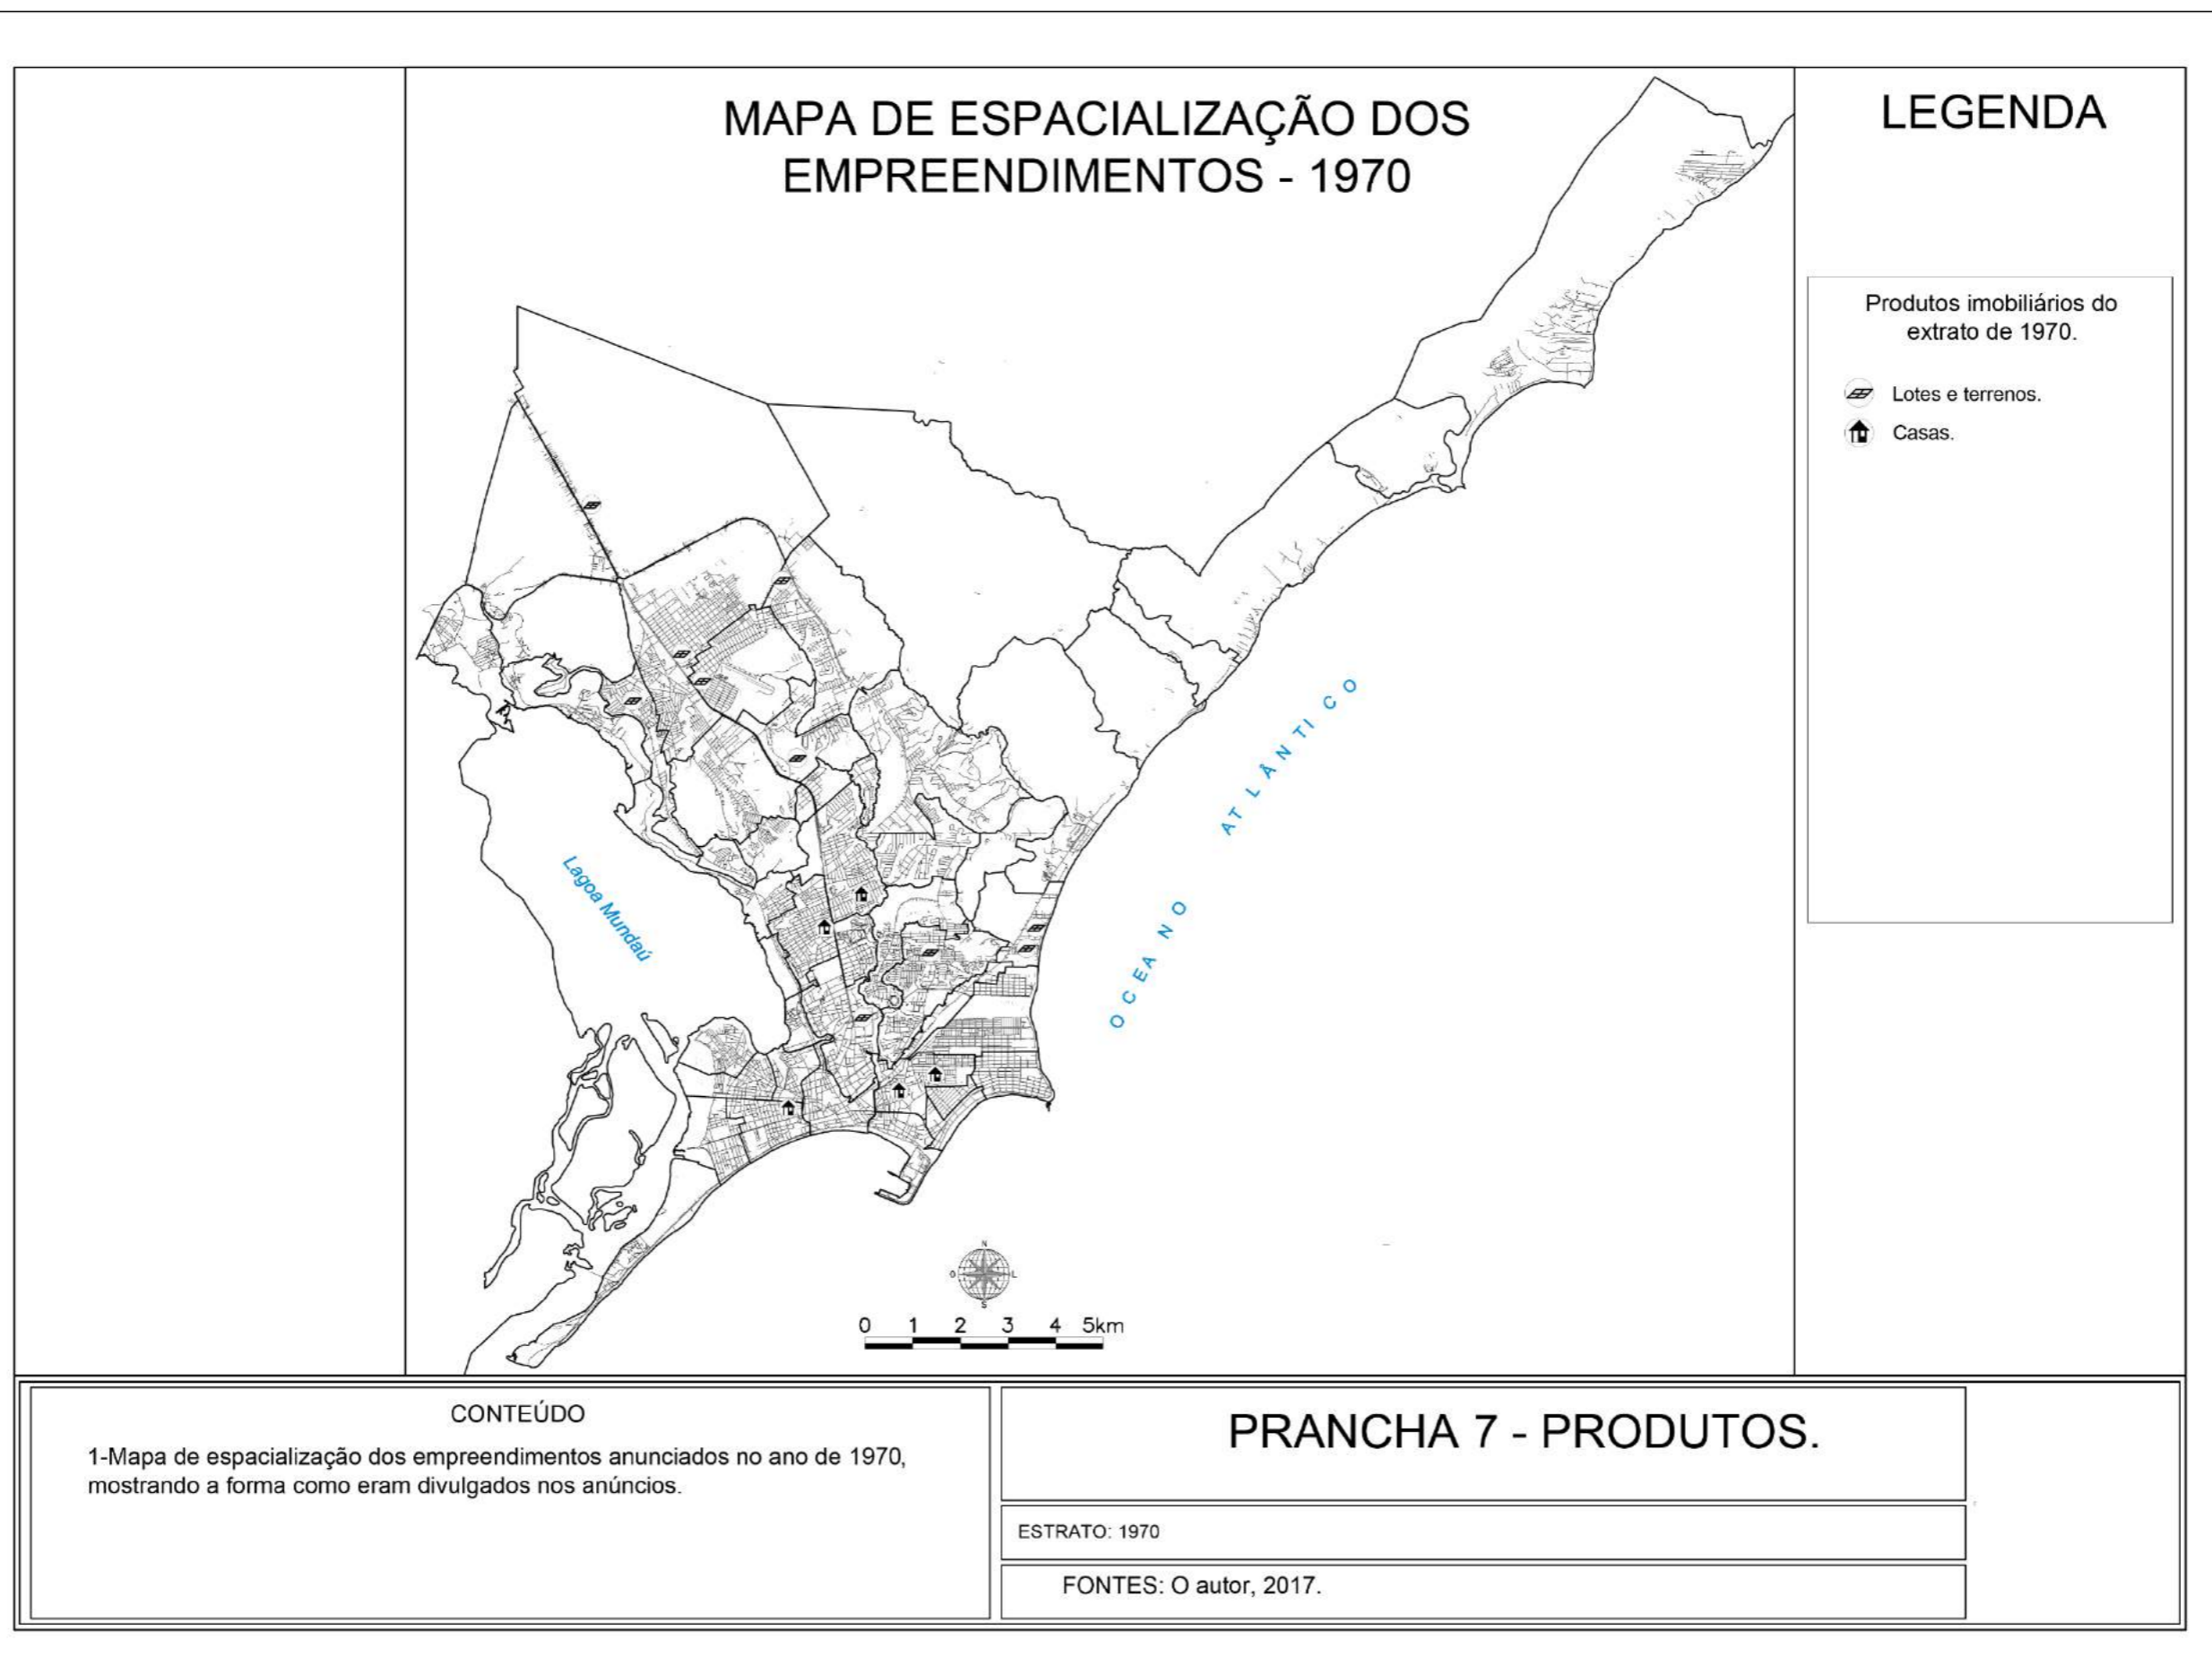 MAPA DE ESPACIALIZAÇÃO DOS
EMPREENDIMENTOS - 1970
LEGENDA
Produtos imobiliários do
extrato de 1970.
Lotes e terrenos.
Casas.
OCEANO ATLÂNTICO
Lagoa Mundaú
N
O L
S
0 1 2 3 4 5km
CONTEÚDO
1-Mapa de espacialização dos empreendimentos anunciados no ano de 1970,
mostrando a forma como eram divulgados nos anúncios.
PRANCHA 7 - PRODUTOS.
ESTRATO: 1970
FONTES: O autor, 2017.